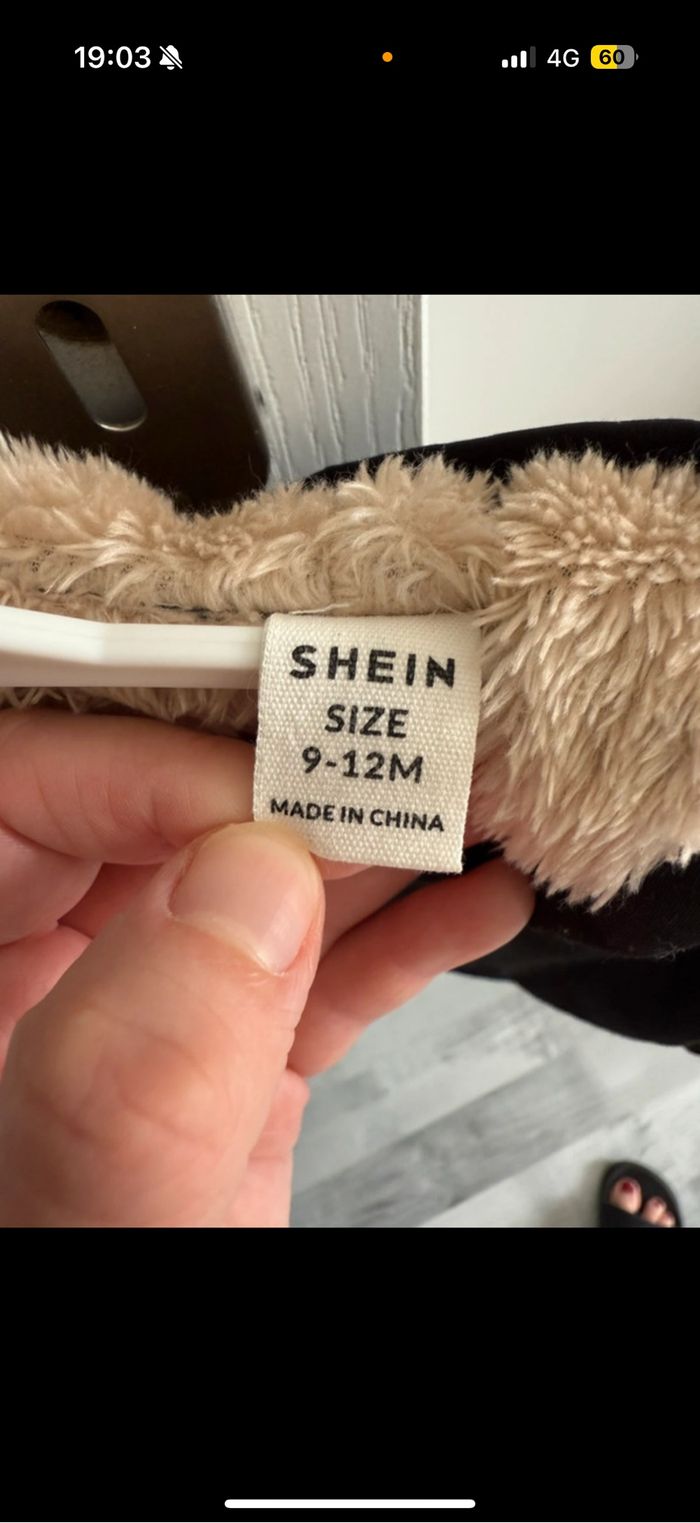 19:03
4G
60
SHEIN
SIZE
9-12M
MADE IN CHINA